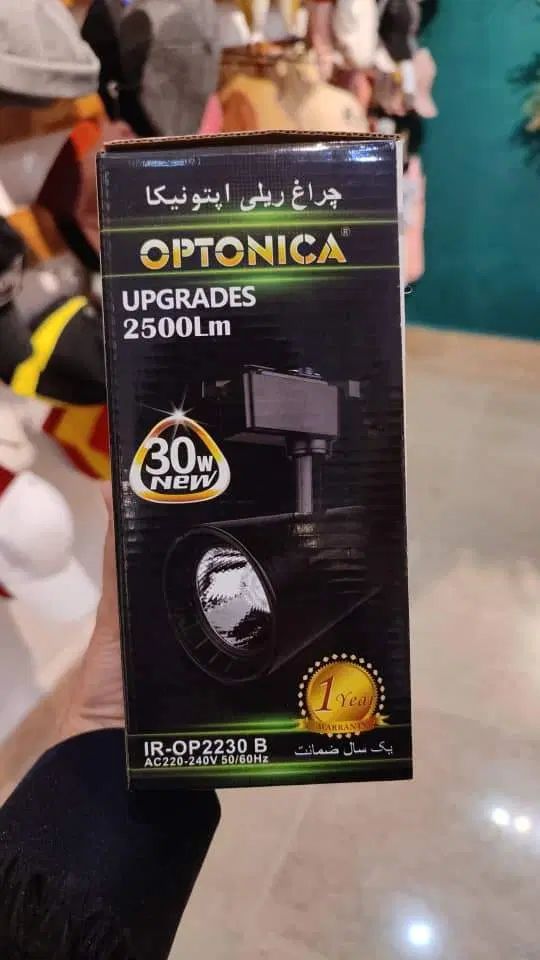 چراغ ریلی اپتونیکا
OPTONICA®
UPGRADES
2500Lm
30W
NEW
1 Year
WARRANTY
IR-OP2230 B
AC220-240V 50/60Hz
یک سال ضمانت